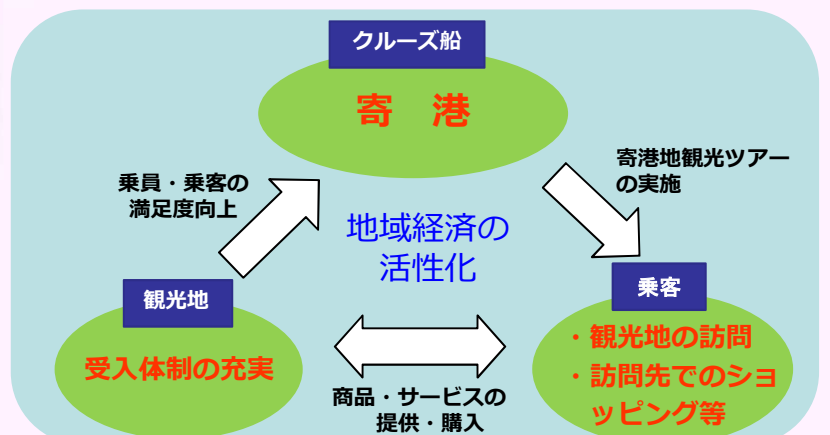 クルーズ船
寄　港
寄港地観光ツアー
の実施
乗員・乗客の
満足度向上
地域経済の
活性化
観光地
受入体制の充実
乗客
・観光地の訪問
・訪問先でのショ
ッピング等
商品・サービスの
提供・購入